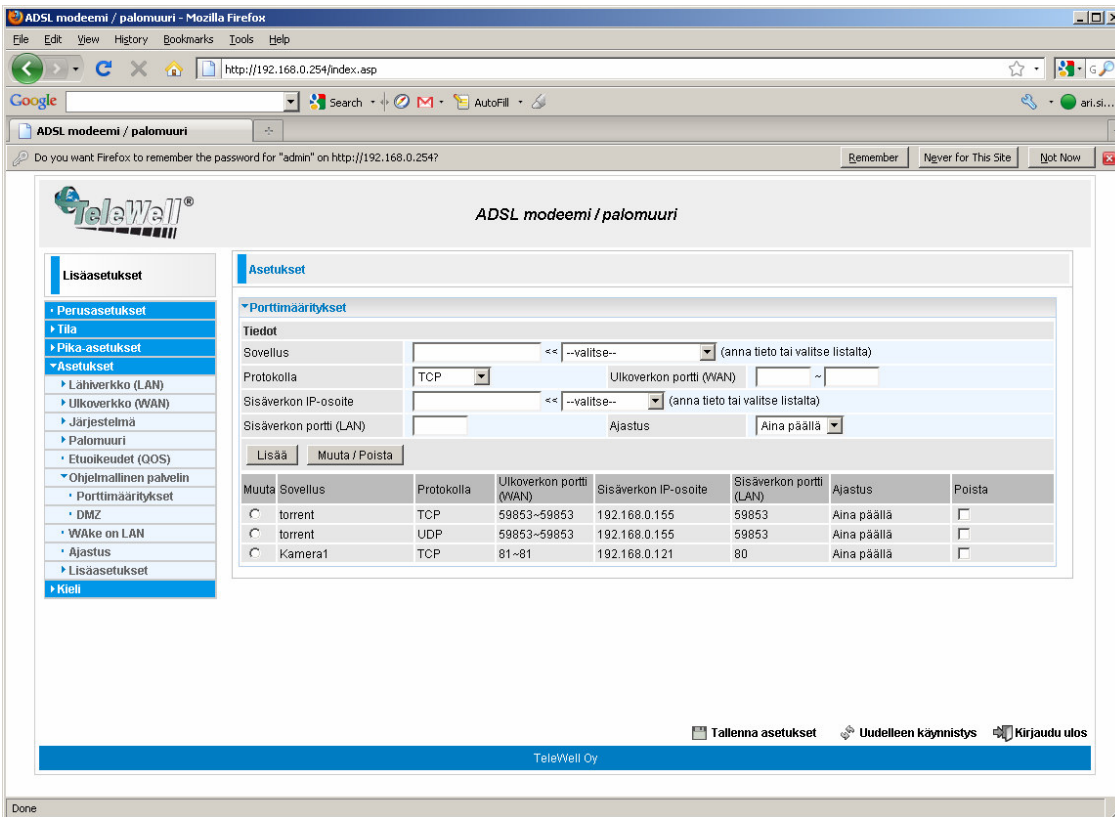 ADSL modeemi / palomuuri - Mozilla Firefox
File Edit View History Bookmarks Tools Help
http://192.168.0.254/index.asp
G
Google Search AutoFill ari.si...
ADSL modeemi / palomuuri
Do you want Firefox to remember the password for "admin" on http://192.168.0.254? Remember Never for This Site Not Now
TeleWell®
ADSL modeemi / palomuuri
Lisäasetukset
Perusasetukset
Tila
Pika-asetukset
Asetukset
Lähiverkko (LAN)
Ulkoverkko (WAN)
Järjestelmä
Palomuuri
Etuoikeudet (QOS)
Ohjelmallinen palvelin
Porttimääritykset
DMZ
WAke on LAN
Ajastus
Lisäasetukset
Kieli
Asetukset
Porttimääritykset
Tiedot
Sovellus << --valitse-- (anna tieto tai valitse listalta)
Protokolla TCP Ulkoverkon portti (WAN) ~
Sisäverkon IP-osoite << --valitse-- (anna tieto tai valitse listalta)
Sisäverkon portti (LAN) Ajastus Aina päällä
Lisää Muuta / Poista
Muuta Sovellus Protokolla Ulkoverkon portti (WAN) Sisäverkon IP-osoite Sisäverkon portti (LAN) Ajastus Poista
torrent TCP 59853~59853 192.168.0.155 59853 Aina päällä
torrent UDP 59853~59853 192.168.0.155 59853 Aina päällä
Kamera1 TCP 81~81 192.168.0.121 80 Aina päällä
Tallenna asetukset Uudelleen käynnistys Kirjaudu ulos
TeleWell Oy
Done